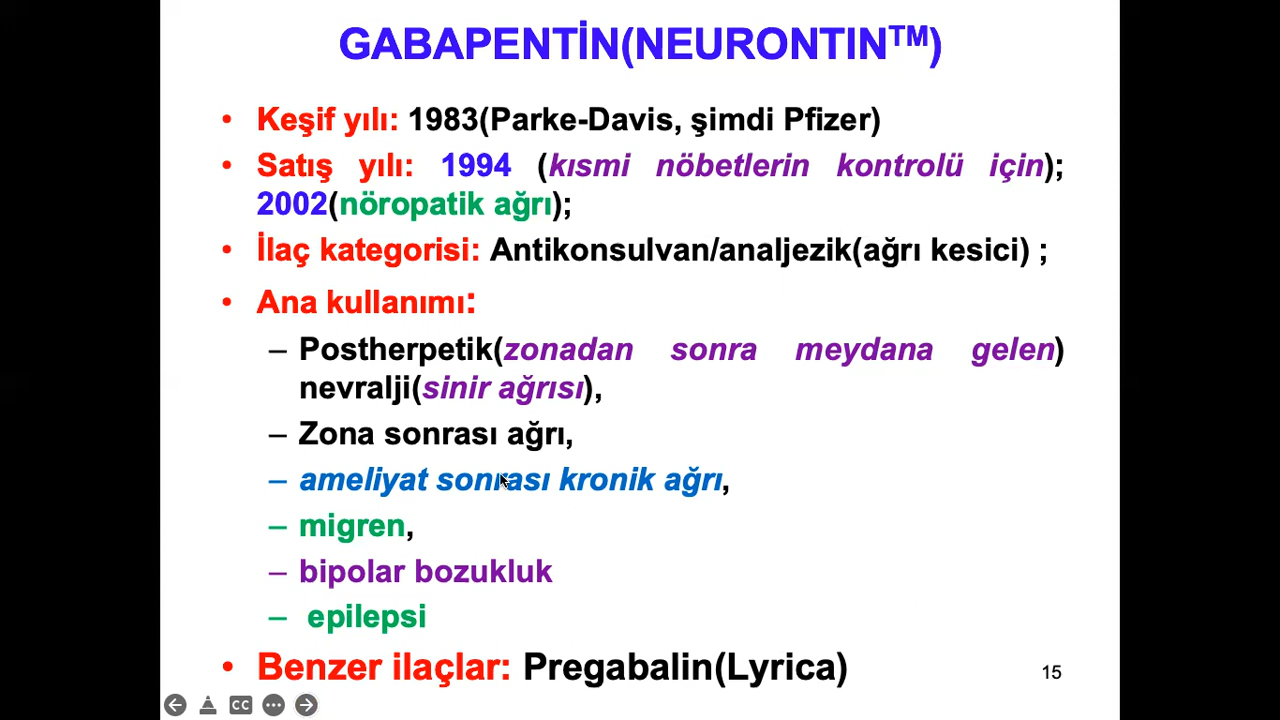 GABAPENTİN(NEURONTIN™)
• Keşif yılı: 1983(Parke-Davis, şimdi Pfizer)
• Satış yılı: 1994 (kısmi nöbetlerin kontrolü için);
2002(nöropatik ağrı);
• İlaç kategorisi: Antikonsulvan/analjezik(ağrı kesici) ;
• Ana kullanımı:
– Postherpetik(zonadan sonra meydana gelen)
nevralji(sinir ağrısı),
– Zona sonrası ağrı,
– ameliyat sonrası kronik ağrı,
– migren,
– bipolar bozukluk
– epilepsi
• Benzer ilaçlar: Pregabalin(Lyrica)
15
CC